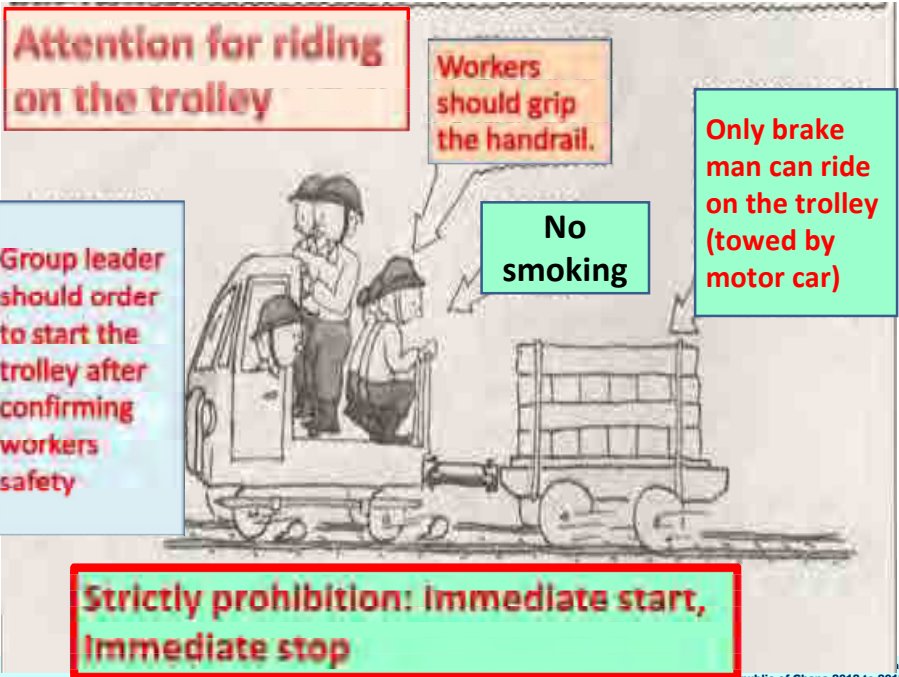 Attention for riding
on the trolley
Workers
should grip
the handrail.
Only brake
man can ride
on the trolley
(towed by
motor car)
No
smoking
Group leader
should order
to start the
trolley after
confirming
workers
safety
Strictly prohibition: Immediate start,
Immediate stop